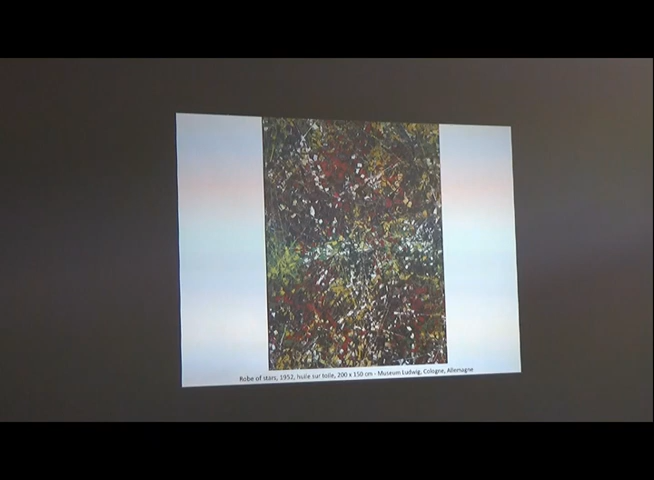 Robe of stars, 1952, huile sur toile, 200 x 150 cm - Museum Ludwig, Cologne, Allemagne